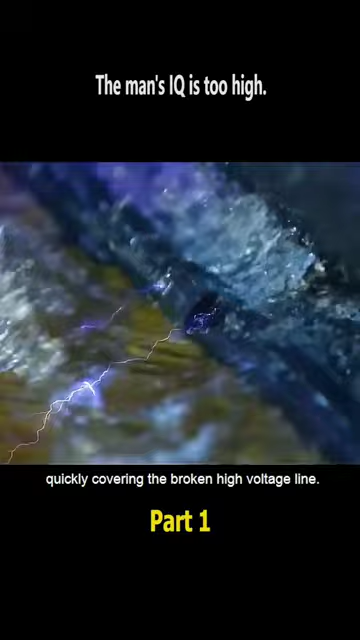 The man's IQ is too high.
quickly covering the broken high voltage line.
Part 1